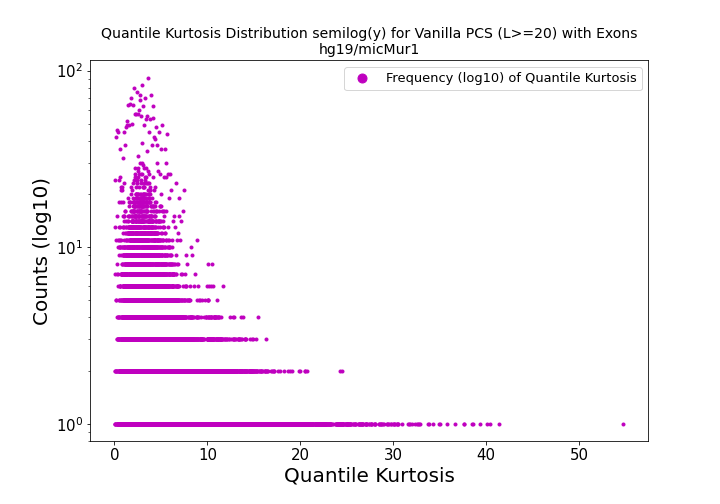 Quantile Kurtosis Distribution semilog(y) for Vanilla PCS (L>=20) with Exons
hg19/micMur1
Frequency (log10) of Quantile Kurtosis
Counts (log10)
10²
10¹
10⁰
0 10 20 30 40 50
Quantile Kurtosis